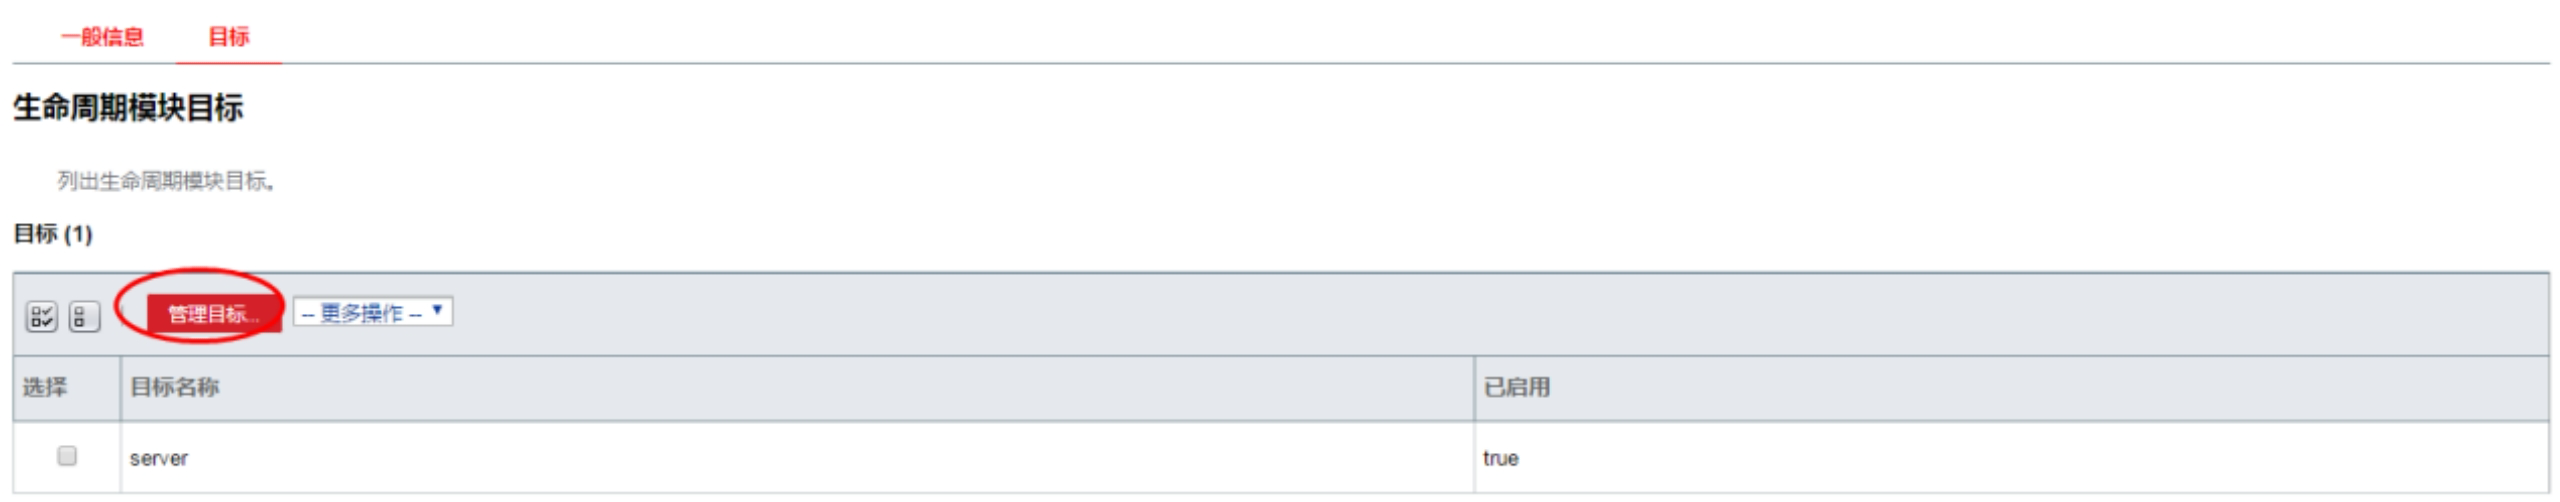 一般信息 目标
生命周期模块目标
列出生命周期模块目标。
目标 (1)
管理目标... -- 更多操作 --
选择 目标名称 已启用
server true